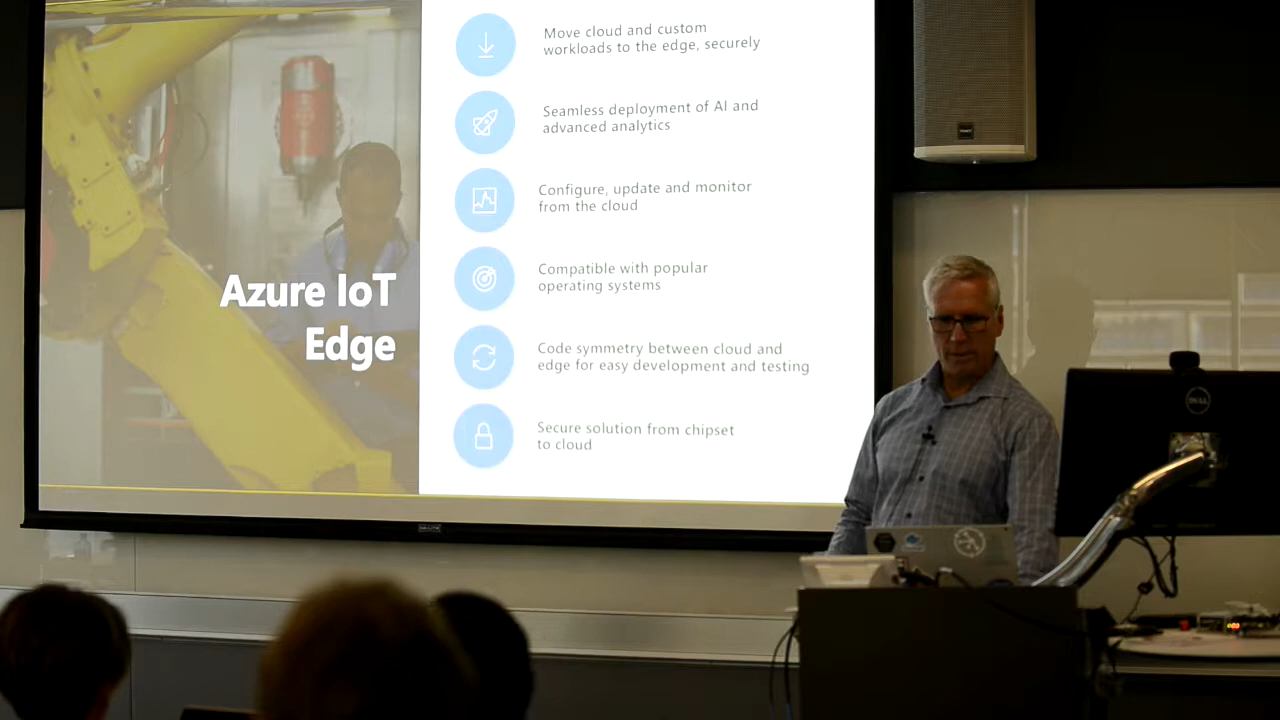 Move cloud and custom
workloads to the edge, securely
Seamless deployment of AI and
advanced analytics
Configure, update and monitor
from the cloud
Azure IoT
Edge
Compatible with popular
operating systems
Code symmetry between cloud and
edge for easy development and testing
Secure solution from chipset
to cloud
DELL